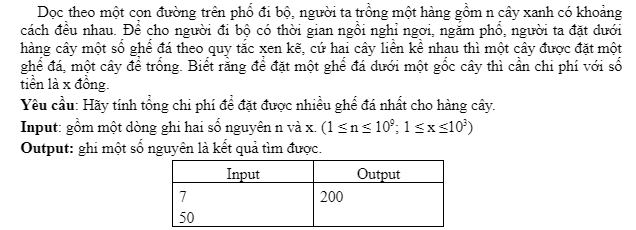 Dọc theo một con đường trên phố đi bộ, người ta trồng một hàng gồm n cây xanh có khoảng
cách đều nhau. Để cho người đi bộ có thời gian ngồi nghỉ ngơi, ngắm phố, người ta đặt dưới
hàng cây một số ghế đá theo quy tắc xen kẽ, cứ hai cây liền kề nhau thì một cây được đặt một
ghế đá, một cây để trống. Biết rằng để đặt một ghế đá dưới một gốc cây thì cần chi phí với số
tiền là x đồng.
Yêu cầu: Hãy tính tổng chi phí để đặt được nhiều ghế đá nhất cho hàng cây.
Input: gồm một dòng ghi hai số nguyên n và x. (1 ≤ n ≤ 10⁹; 1 ≤ x ≤10³)
Output: ghi một số nguyên là kết quả tìm được.
Input Output
7 200
50